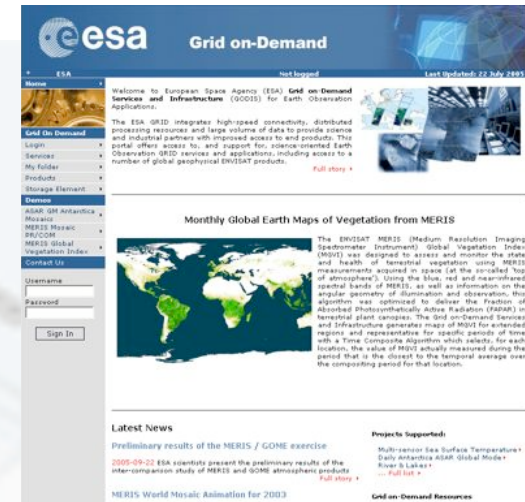 esa
Grid on-Demand
ESA
Not logged
Last Updated: 22 July 2005
Home
Grid On Demand
Login
Services
My folder
Products
Storage Element
Demos
ASAR GM Antarctica
Mosaics
MERIS Mosaic
PR/COM
MERIS Global
Vegetation Index
Contact Us
Username
Password
Sign In
Welcome to European Space Agency (ESA) Grid on-Demand
Services and Infrastructure (GODIS) for Earth Observation
Applications.
The ESA GRID integrates high-speed connectivity, distributed
processing resources and large volume of data to provide science
and industrial partners with improved access to end products. This
portal offers access to, and support for, science-oriented Earth
Observation GRID services and applications, including access to a
number of global geophysical ENVISAT products.
Full story
Monthly Global Earth Maps of Vegetation from MERIS
The ENVISAT MERIS (Medium Resolution Imaging
Spectrometer Instrument) Global Vegetation Index
(MGVI) was designed to assess and monitor the state
and health of terrestrial vegetation using MERIS
measurements acquired in space (at the so-called 'top
of atmosphere'). Using the blue, red and near-infrared
spectral bands of MERIS, as well as information on the
angular geometry of illumination and observation, this
algorithm was optimized to deliver the Fraction of
Absorbed Photosynthetically Active Radiation (FAPAR) in
terrestrial plant canopies. The Grid on-Demand Services
and Infrastructure generates maps of MGVI for extended
regions and representative for specific periods of time
with a Time Composite Algorithm which selects, for each
location, the value of MGVI actually measured during the
period that is the closest to the temporal average over
the compositing period for that location.
Latest News
Preliminary results of the MERIS / GOME exercise
2005-09-22 ESA scientists present the preliminary results of the
inter-comparison study of MERIS and GOME atmospheric products
Full story
MERIS World Mosaic Animation for 2003
Projects Supported:
Multi-sensor Sea Surface Temperature
Daily Antarctica ASAR Global Mode
River & Lakes
... Full list
Grid on-Demand Resources